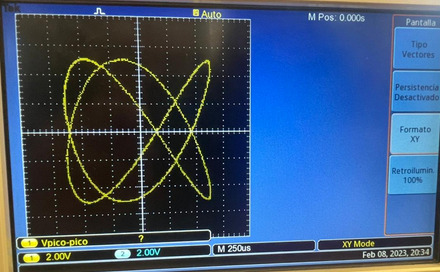 Tek
Auto
M Pos: 0.000s
Pantalla
Tipo
Vectores
Persistencia
Desactivado
Formato
XY
Retroilumin.
100%
1 Vpico-pico
?
1 2.00V
2 2.00V
M 250us
XY Mode
Feb 08, 2023, 20:34